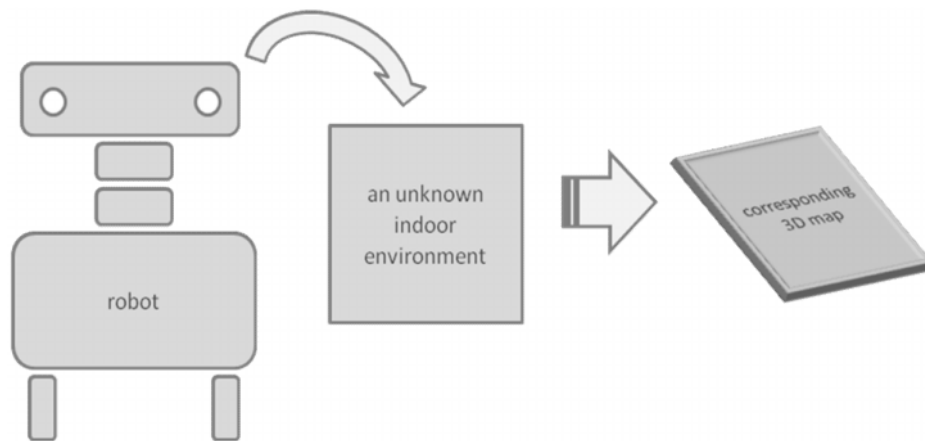 robot
an unknown
indoor
environment
corresponding
3D map